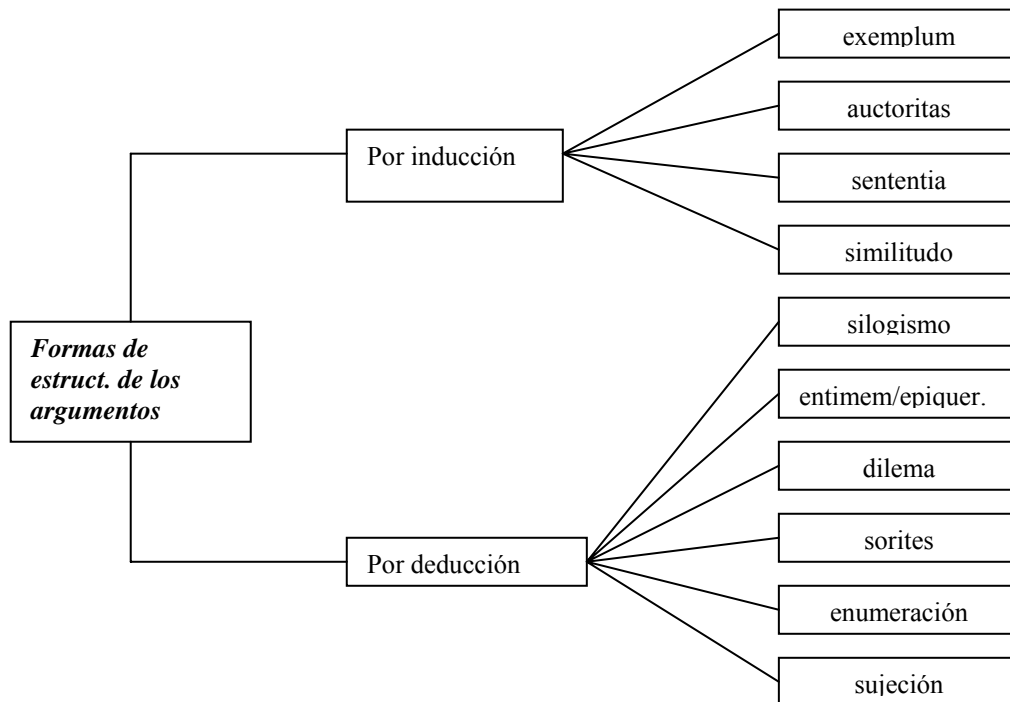 Formas de
estruct. de los
argumentos
Por inducción
exemplum
auctoritas
sententia
similitudo
Por deducción
silogismo
entimem/epiquer.
dilema
sorites
enumeración
sujeción